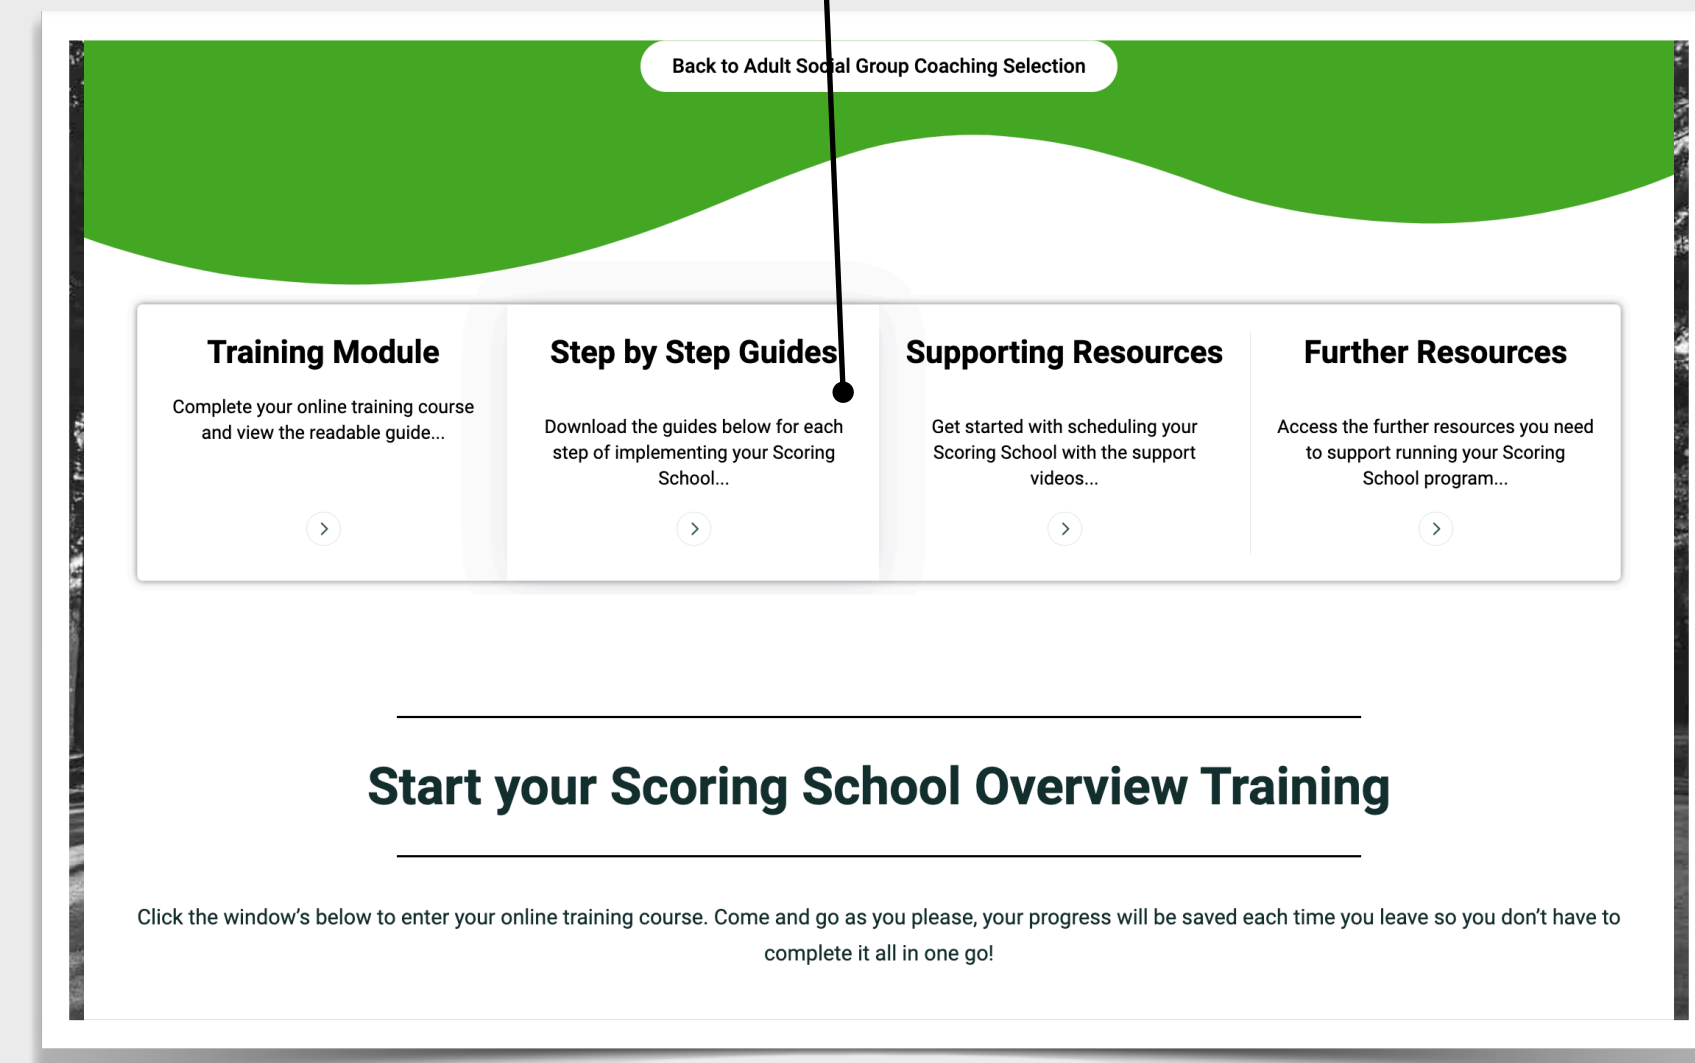 Back to Adult Social Group Coaching Selection
Training Module
Complete your online training course
and view the readable guide...
Step by Step Guides
Download the guides below for each
step of implementing your Scoring
School...
Supporting Resources
Get started with scheduling your
Scoring School with the support
videos...
Further Resources
Access the further resources you need
to support running your Scoring
School program...
Start your Scoring School Overview Training
Click the window’s below to enter your online training course. Come and go as you please, your progress will be saved each time you leave so you don’t have to
complete it all in one go!